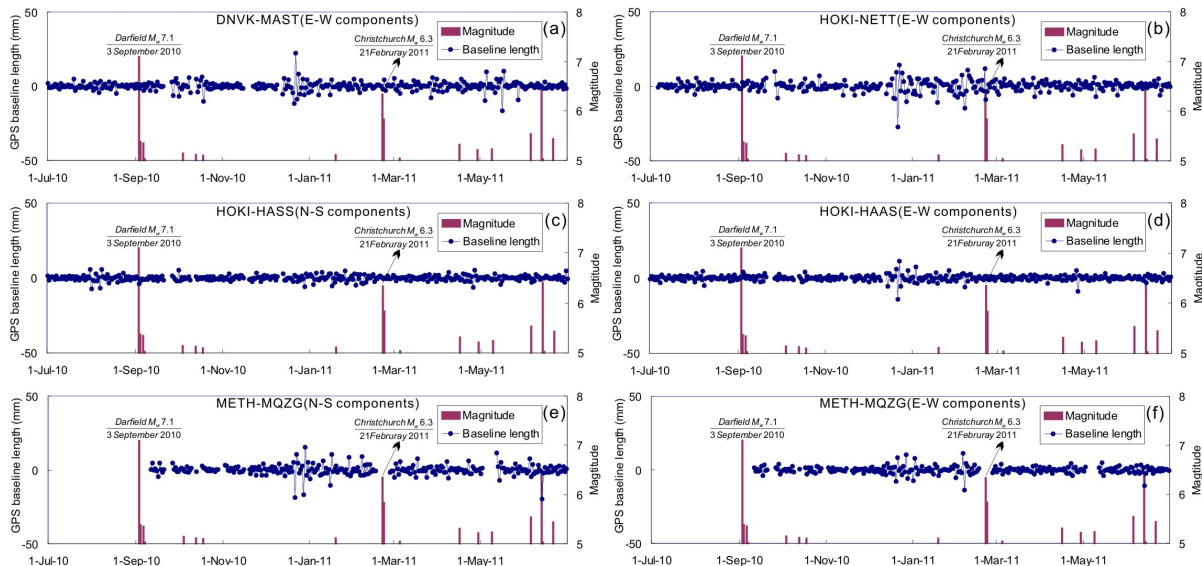 DNVK-MAST(E-W components)
(a)
Magnitude
Baseline length
Darfield Mw 7.1
3 September 2010
Christchurch Mw 6.3
21 Februray 2011
GPS baseline length (mm)
50
0
-50
8
7
6
5
Magtitude
1-Jul-10 1-Sep-10 1-Nov-10 1-Jan-11 1-Mar-11 1-May-11
HOKI-NETT(E-W components)
(b)
Magnitude
Baseline length
Darfield Mw 7.1
3 September 2010
Christchurch Mw 6.3
21 Februray 2011
GPS baseline length (mm)
50
0
-50
8
7
6
5
Magtitude
1-Jul-10 1-Sep-10 1-Nov-10 1-Jan-11 1-Mar-11 1-May-11
HOKI-HASS(N-S components)
(c)
Magnitude
Baseline length
Darfield Mw 7.1
3 September 2010
Christchurch Mw 6.3
21 Februray 2011
GPS baseline length (mm)
50
0
-50
8
7
6
5
Magtitude
1-Jul-10 1-Sep-10 1-Nov-10 1-Jan-11 1-Mar-11 1-May-11
HOKI-HAAS(E-W components)
(d)
Magnitude
Baseline length
Darfield Mw 7.1
3 September 2010
Christchurch Mw 6.3
21 Februray 2011
GPS baseline length (mm)
50
0
-50
8
7
6
5
Magtitude
1-Jul-10 1-Sep-10 1-Nov-10 1-Jan-11 1-Mar-11 1-May-11
METH-MQZG(N-S components)
(e)
Magnitude
Baseline length
Darfield Mw 7.1
3 September 2010
Christchurch Mw 6.3
21 Februray 2011
GPS baseline length (mm)
50
0
-50
8
7
6
5
Magtitude
1-Jul-10 1-Sep-10 1-Nov-10 1-Jan-11 1-Mar-11 1-May-11
METH-MQZG(E-W components)
(f)
Magnitude
Baseline length
Darfield Mw 7.1
3 September 2010
Christchurch Mw 6.3
21 Februray 2011
GPS baseline length (mm)
50
0
-50
8
7
6
5
Magtitude
1-Jul-10 1-Sep-10 1-Nov-10 1-Jan-11 1-Mar-11 1-May-11